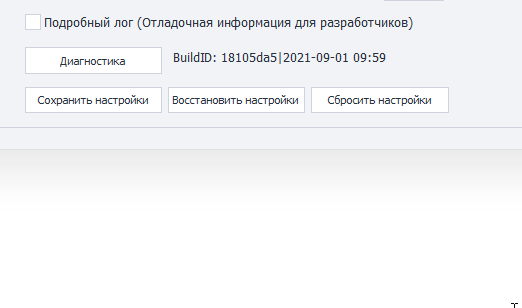 Подробный лог (Отладочная информация для разработчиков)
Диагностика BuildID: 18105da5|2021-09-01 09:59
Сохранить настройки Восстановить настройки Сбросить настройки